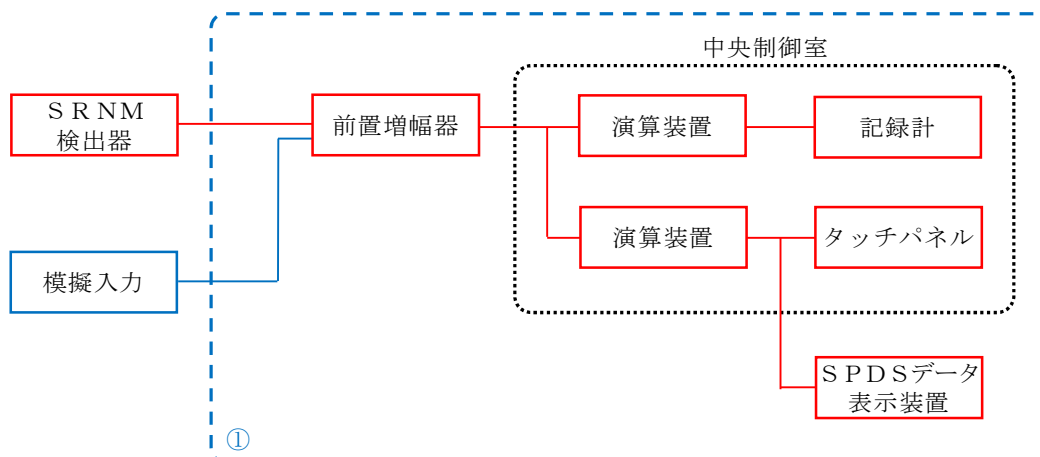 中央制御室
ＳＲＮＭ
検出器
前置増幅器
演算装置
記録計
演算装置
タッチパネル
模擬入力
ＳＰＤＳデータ
表示装置
①